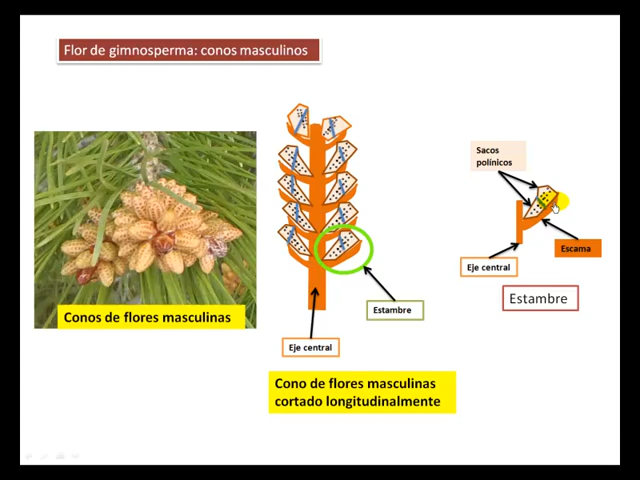 Flor de gimnosperma: conos masculinos
Sacos
polínicos
Escama
Eje central
Estambre
Estambre
Conos de flores masculinas
Eje central
Cono de flores masculinas
cortado longitudinalmente